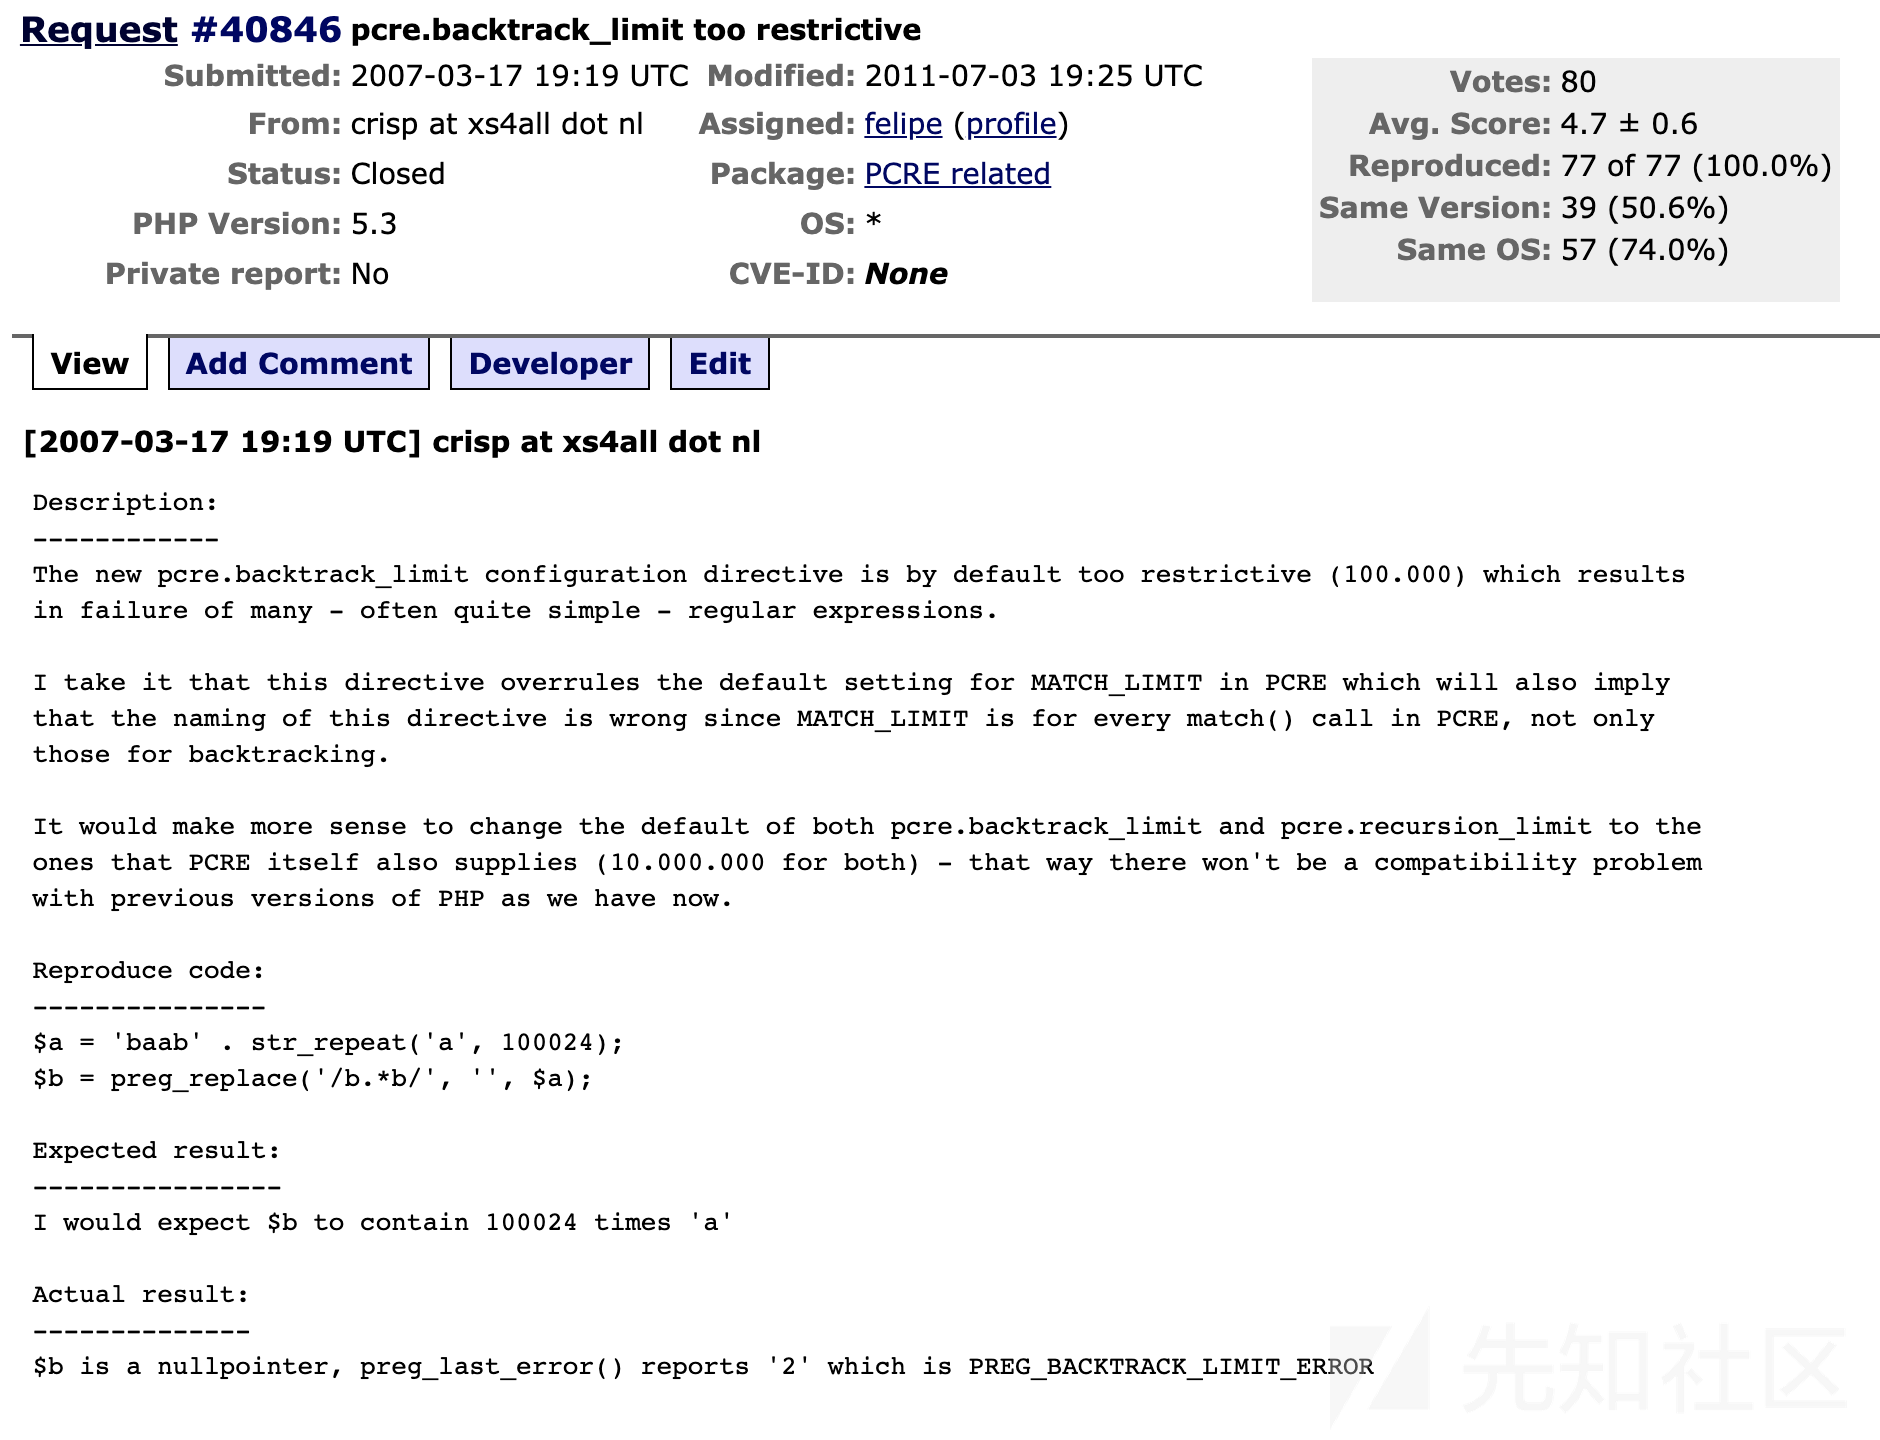 Request #40846 pcre.backtrack_limit too restrictive
Submitted: 2007-03-17 19:19 UTC Modified: 2011-07-03 19:25 UTC
From: crisp at xs4all dot nl Assigned: felipe (profile)
Status: Closed Package: PCRE related
PHP Version: 5.3 OS: *
Private report: No CVE-ID: None
Votes: 80
Avg. Score: 4.7 ± 0.6
Reproduced: 77 of 77 (100.0%)
Same Version: 39 (50.6%)
Same OS: 57 (74.0%)
View Add Comment Developer Edit
[2007-03-17 19:19 UTC] crisp at xs4all dot nl
Description:
------------
The new pcre.backtrack_limit configuration directive is by default too restrictive (100.000) which results
in failure of many - often quite simple - regular expressions.
I take it that this directive overrules the default setting for MATCH_LIMIT in PCRE which will also imply
that the naming of this directive is wrong since MATCH_LIMIT is for every match() call in PCRE, not only
those for backtracking.
It would make more sense to change the default of both pcre.backtrack_limit and pcre.recursion_limit to the
ones that PCRE itself also supplies (10.000.000 for both) - that way there won't be a compatibility problem
with previous versions of PHP as we have now.
Reproduce code:
---------------
$a = 'baab' . str_repeat('a', 100024);
$b = preg_replace('/b.*b/', '', $a);
Expected result:
----------------
I would expect $b to contain 100024 times 'a'
Actual result:
--------------
$b is a nullpointer, preg_last_error() reports '2' which is PREG_BACKTRACK_LIMIT_ERROR
先知社区